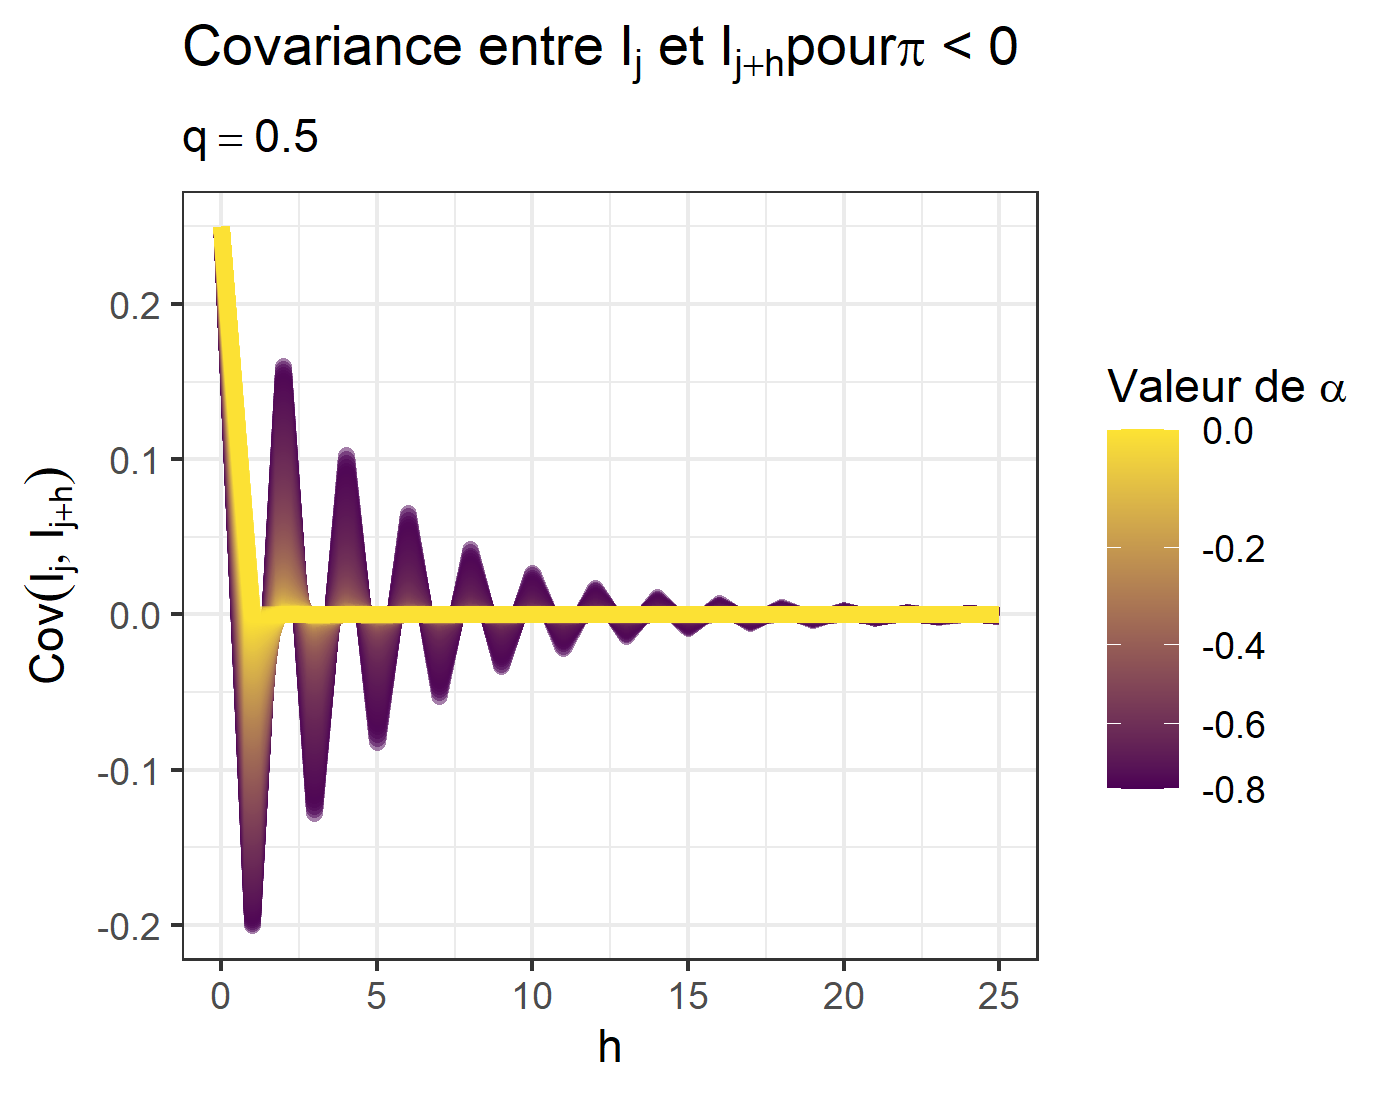 Covariance entre Iⱼ et Iⱼ₊ₕpourπ < 0
q = 0.5
Cov(Iⱼ, Iⱼ₊ₕ)
0.2
0.1
0.0
-0.1
-0.2
0 5 10 15 20 25
h
Valeur de α
0.0
-0.2
-0.4
-0.6
-0.8